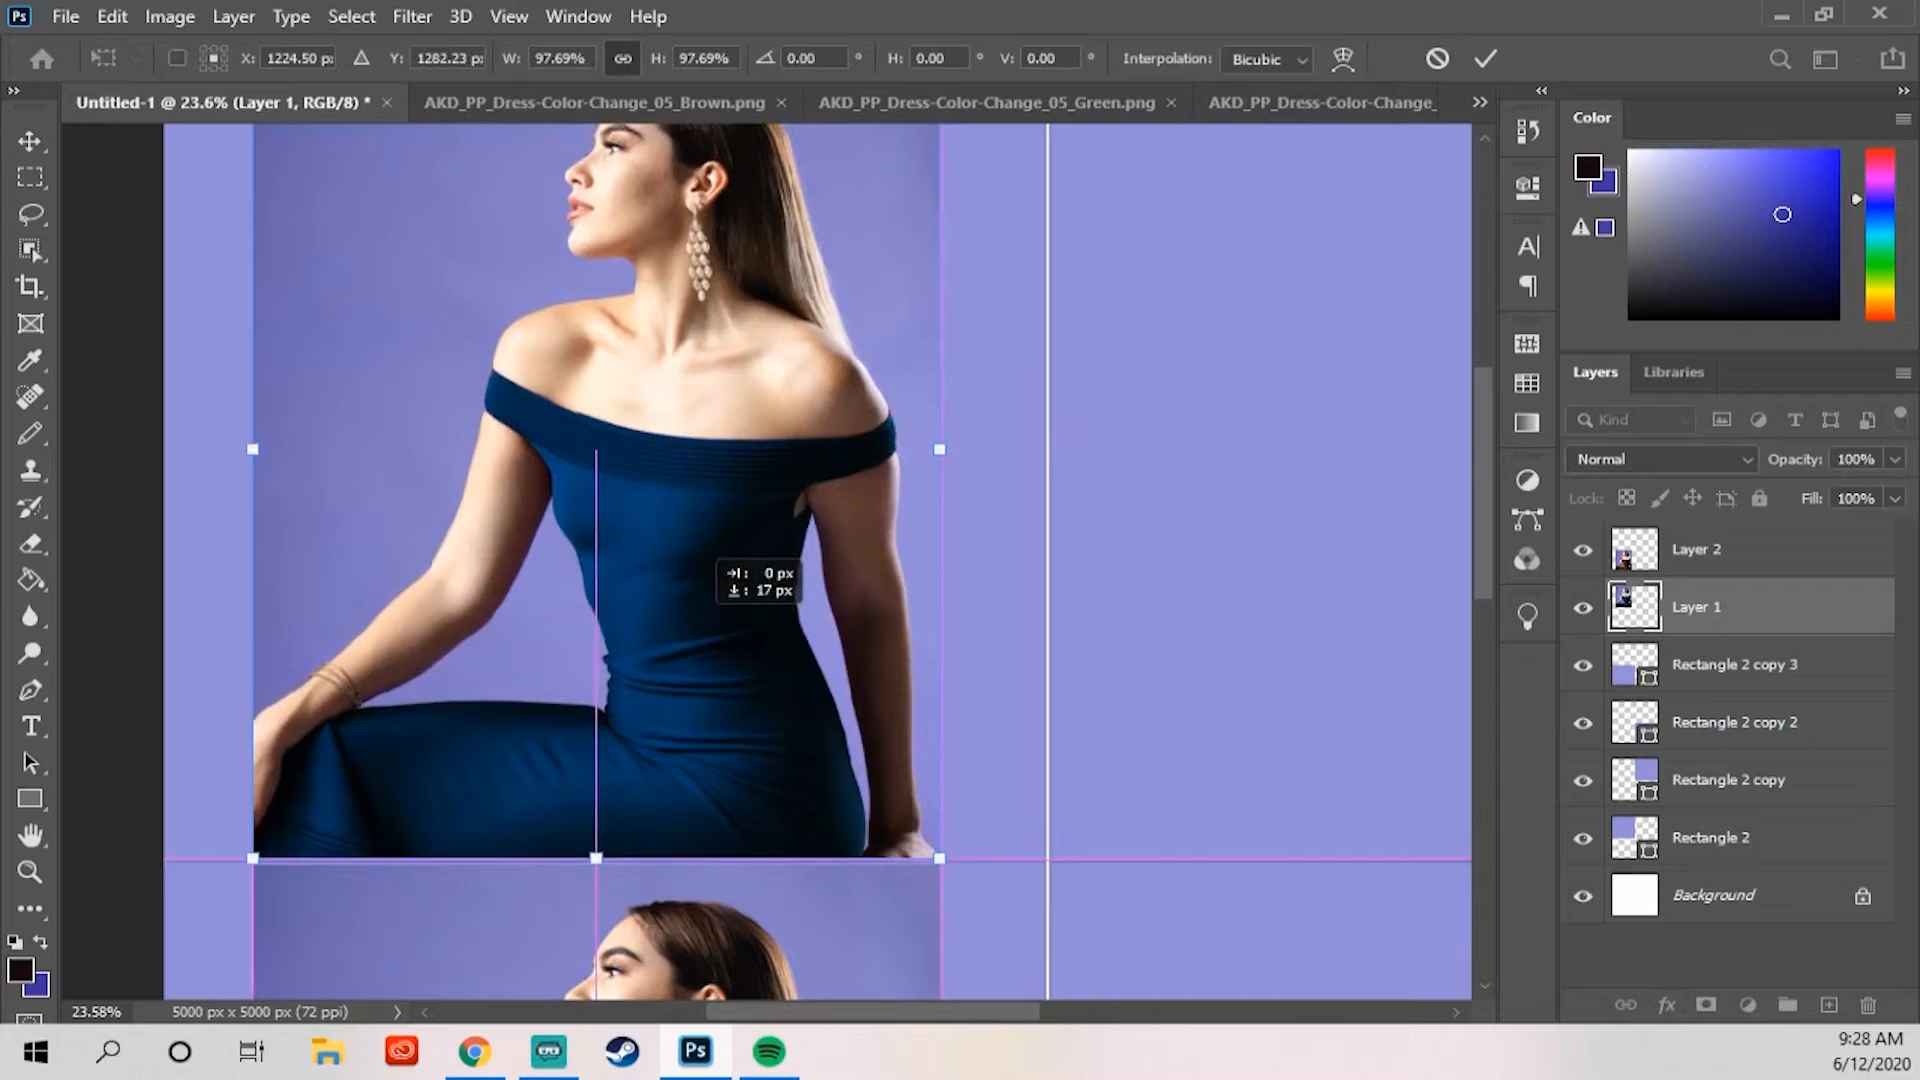 Ps File Edit Image Layer Type Select Filter 3D View Window Help
X: 1224.50 p: Y: 1282.23 p: W: 97.69% H: 97.69% 0.00 ° H: 0.00 ° V: 0.00 ° Interpolation: Bicubic
Untitled-1 @ 23.6% (Layer 1, RGB/8) * × AKD_PP_Dress-Color-Change_05_Brown.png × AKD_PP_Dress-Color-Change_05_Green.png × AKD_PP_Dress-Color-Change_
Color
Layers Libraries
Kind
Normal Opacity: 100%
Lock: Fill: 100%
Layer 2
Layer 1
Rectangle 2 copy 3
Rectangle 2 copy 2
Rectangle 2 copy
Rectangle 2
Background
0 px
17 px
23.58% 5000 px x 5000 px (72 ppi)
Ps
9:28 AM
6/12/2020